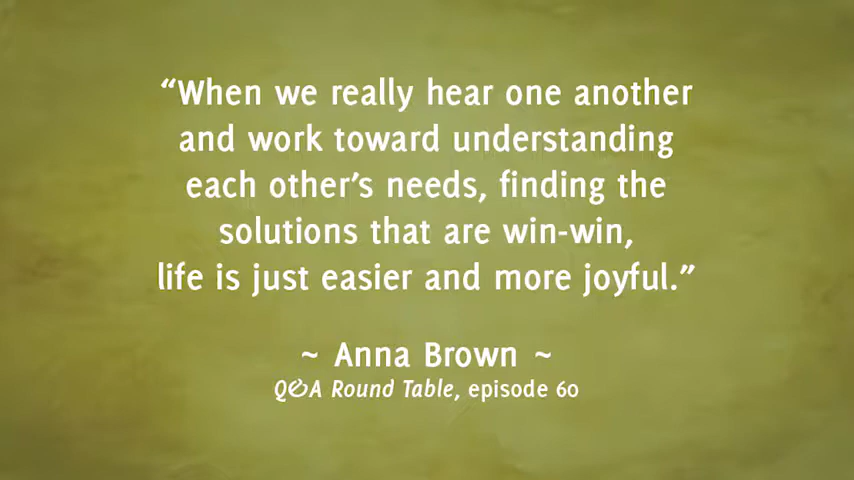 “When we really hear one another
and work toward understanding
each other’s needs, finding the
solutions that are win-win,
life is just easier and more joyful.”
~ Anna Brown ~
Q&A Round Table, episode 60